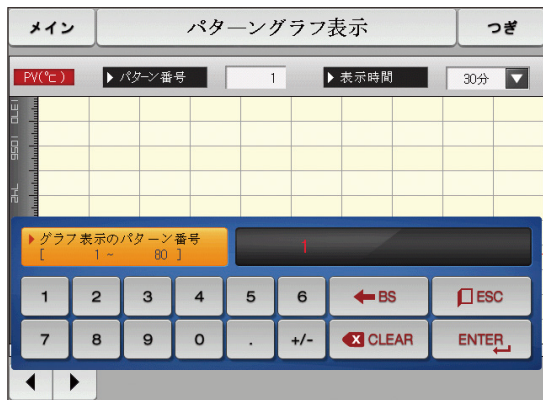 メイン
パターングラフ表示
つぎ
PV(℃)
パターン番号
1
表示時間
30分
グラフ表示のパターン番号
[ 1 ~ 80 ]
1
1 2 3 4 5 6 BS ESC
7 8 9 0 . +/- CLEAR ENTER